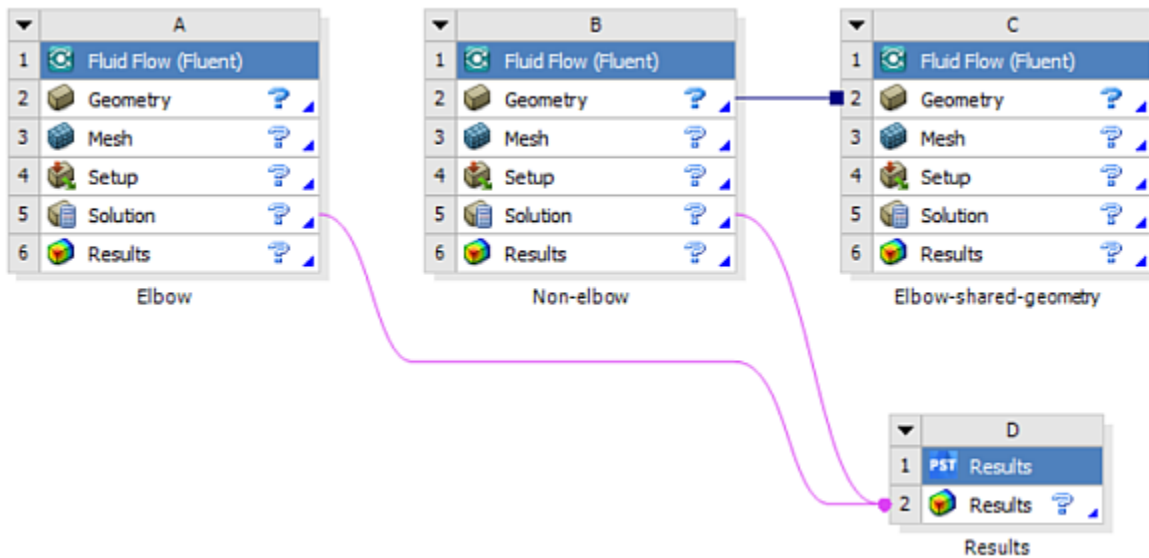 A
1 Fluid Flow (Fluent)
2 Geometry ?
3 Mesh ?
4 Setup ?
5 Solution ?
6 Results ?
Elbow
B
1 Fluid Flow (Fluent)
2 Geometry ?
3 Mesh ?
4 Setup ?
5 Solution ?
6 Results ?
Non-elbow
C
1 Fluid Flow (Fluent)
2 Geometry ?
3 Mesh ?
4 Setup ?
5 Solution ?
6 Results ?
Elbow-shared-geometry
D
1 PST Results
2 Results ?
Results